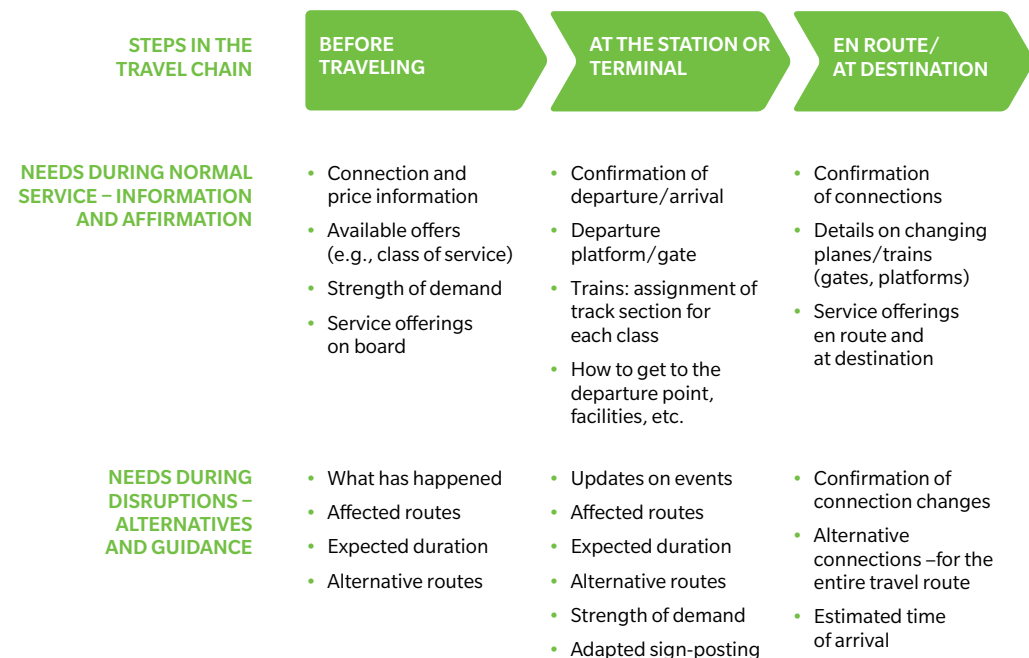 STEPS IN THE
TRAVEL CHAIN
BEFORE
TRAVELING
AT THE STATION OR
TERMINAL
EN ROUTE/
AT DESTINATION
NEEDS DURING NORMAL
SERVICE – INFORMATION
AND AFFIRMATION
• Connection and
price information
• Available offers
(e.g., class of service)
• Strength of demand
• Service offerings
on board
• Confirmation of
departure/arrival
• Departure
platform/gate
• Trains: assignment of
track section for
each class
• How to get to the
departure point,
facilities, etc.
• Confirmation
of connections
• Details on changing
planes/trains
(gates, platforms)
• Service offerings
en route and
at destination
NEEDS DURING
DISRUPTIONS –
ALTERNATIVES
AND GUIDANCE
• What has happened
• Affected routes
• Expected duration
• Alternative routes
• Updates on events
• Affected routes
• Expected duration
• Alternative routes
• Strength of demand
• Adapted sign-posting
• Confirmation of
connection changes
• Alternative
connections –for the
entire travel route
• Estimated time
of arrival